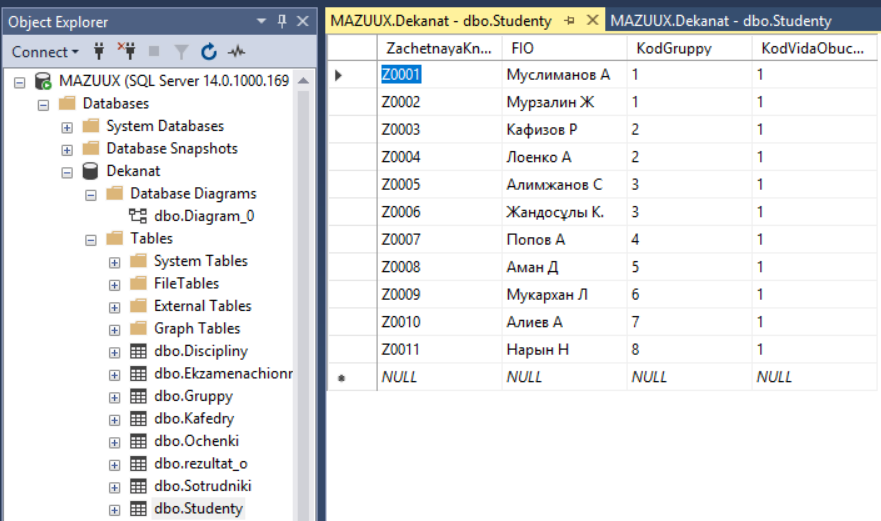 Object Explorer
Connect
MAZUUX (SQL Server 14.0.1000.169
Databases
System Databases
Database Snapshots
Dekanat
Database Diagrams
dbo.Diagram_0
Tables
System Tables
FileTables
External Tables
Graph Tables
dbo.Discipliny
dbo.Ekzamenachionr
dbo.Gruppy
dbo.Kafedry
dbo.Ochenki
dbo.rezultat_o
dbo.Sotrudniki
dbo.Studenty
MAZUUX.Dekanat - dbo.Studenty MAZUUX.Dekanat - dbo.Studenty
ZachetnayaKn... FIO KodGruppy KodVidaObuc...
Z0001 Муслиманов А 1 1
Z0002 Мурзалин Ж 1 1
Z0003 Кафизов Р 2 1
Z0004 Лоенко А 2 1
Z0005 Алимжанов С 3 1
Z0006 Жандосұлы К. 3 1
Z0007 Попов А 4 1
Z0008 Аман Д 5 1
Z0009 Мукархан Л 6 1
Z0010 Алиев А 7 1
Z0011 Нарын Н 8 1
NULL NULL NULL NULL